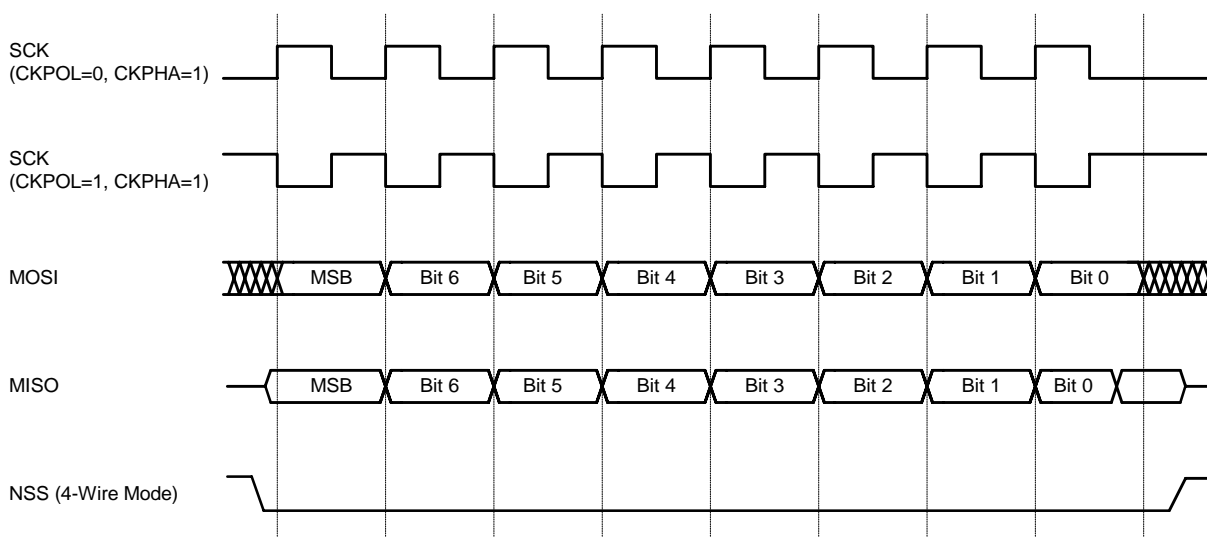 SCK
(CKPOL=0, CKPHA=1)
SCK
(CKPOL=1, CKPHA=1)
MOSI MSB Bit 6 Bit 5 Bit 4 Bit 3 Bit 2 Bit 1 Bit 0
MISO MSB Bit 6 Bit 5 Bit 4 Bit 3 Bit 2 Bit 1 Bit 0
NSS (4-Wire Mode)